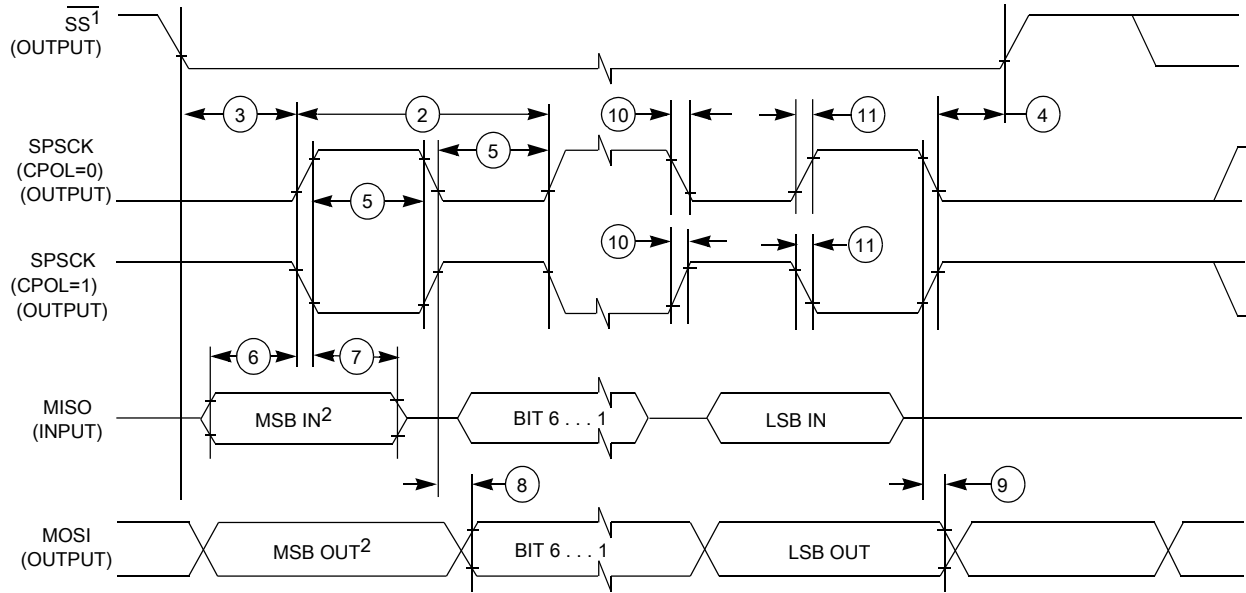 SS¹
(OUTPUT)
3
2
10
11
4
SPSCK
(CPOL=0)
(OUTPUT)
5
5
10
11
SPSCK
(CPOL=1)
(OUTPUT)
6
7
MISO
(INPUT)
MSB IN²
BIT 6 . . . 1
LSB IN
8
9
MOSI
(OUTPUT)
MSB OUT²
BIT 6 . . . 1
LSB OUT